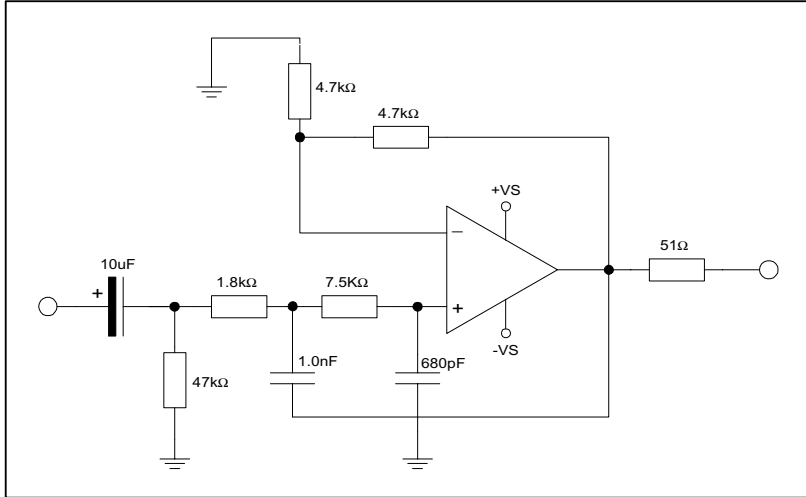 4.7kΩ
4.7kΩ
+VS
−
10uF
51Ω
+
1.8kΩ
7.5KΩ
+
-VS
1.0nF
680pF
47kΩ